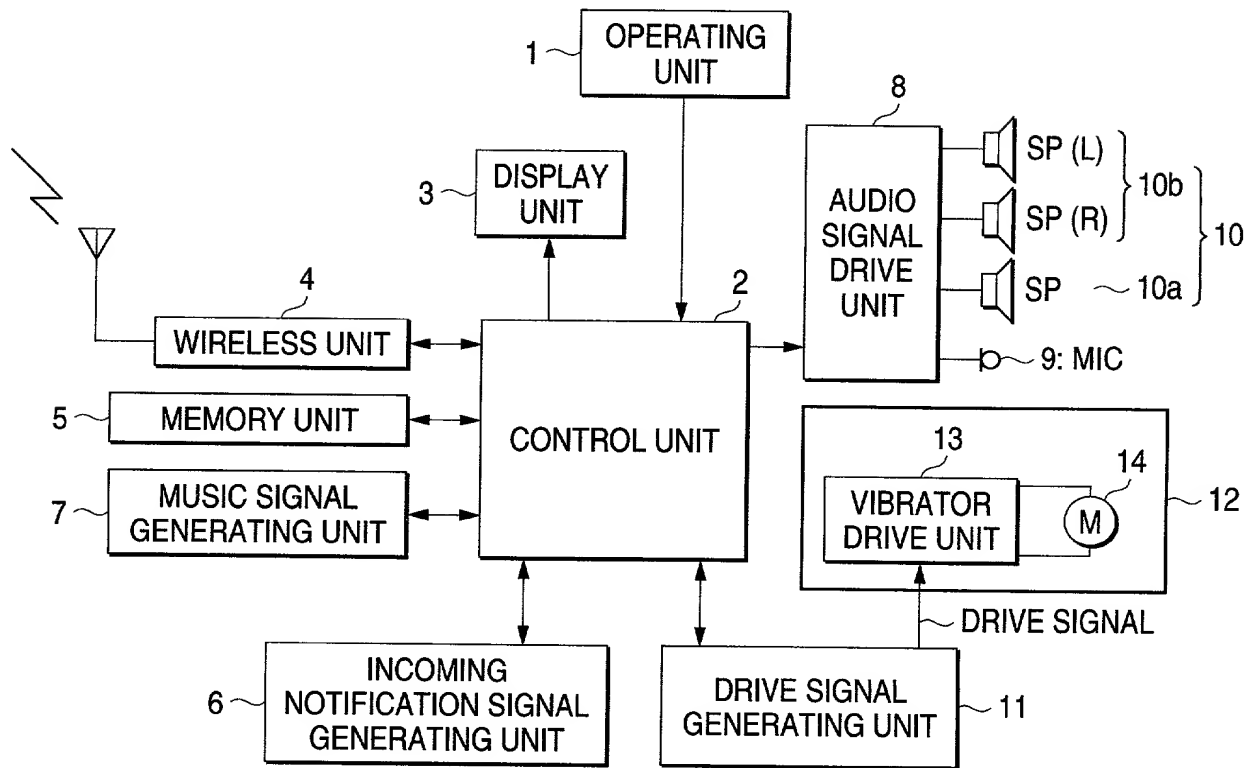 OPERATING
UNIT
1
8
DISPLAY
UNIT
3
AUDIO
SIGNAL
DRIVE
UNIT
SP (L)
SP (R)
SP
10b
10
10a
9: MIC
4
WIRELESS UNIT
2
5
MEMORY UNIT
CONTROL UNIT
7
MUSIC SIGNAL
GENERATING UNIT
13
VIBRATOR
DRIVE UNIT
14
M
12
DRIVE SIGNAL
6
INCOMING
NOTIFICATION SIGNAL
GENERATING UNIT
DRIVE SIGNAL
GENERATING UNIT
11